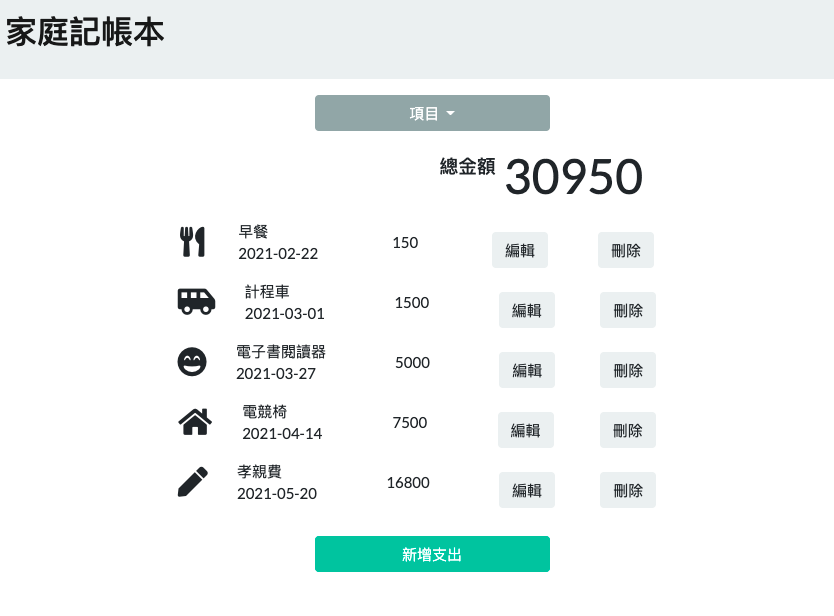 家庭記帳本
項目
總金額 30950
早餐
2021-02-22
150
編輯
刪除
計程車
2021-03-01
1500
編輯
刪除
電子書閱讀器
2021-03-27
5000
編輯
刪除
電競椅
2021-04-14
7500
編輯
刪除
孝親費
2021-05-20
16800
編輯
刪除
新增支出